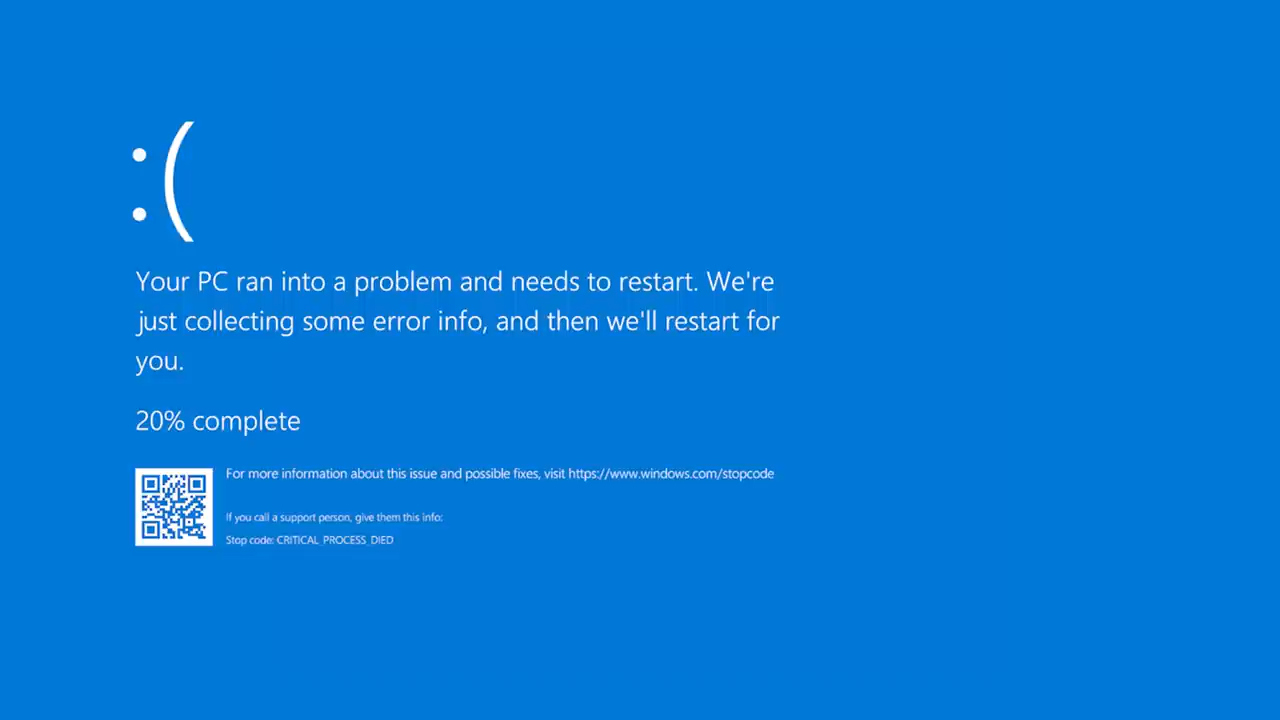 :(
Your PC ran into a problem and needs to restart. We're
just collecting some error info, and then we'll restart for
you.
20% complete
For more information about this issue and possible fixes, visit https://www.windows.com/stopcode
If you call a support person, give them this info:
Stop code: CRITICAL_PROCESS_DIED